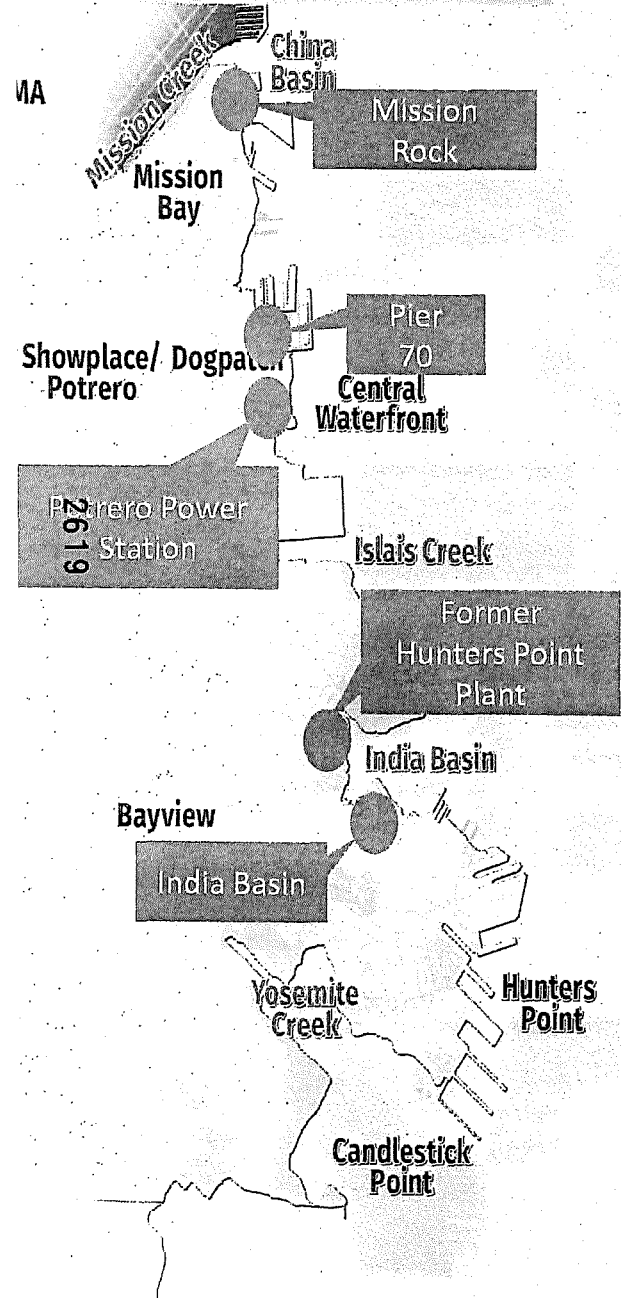 China
Basin
MA
Mission Creek
Mission
Rock
Mission
Bay
Pier
70
Showplace/ Dogpatch
Potrero
Central
Waterfront
Potrero Power
Station
2619
Islais Creek
Former
Hunters Point
Plant
India Basin
Bayview
India Basin
Yosemite
Creek
Hunters
Point
Candlestick
Point